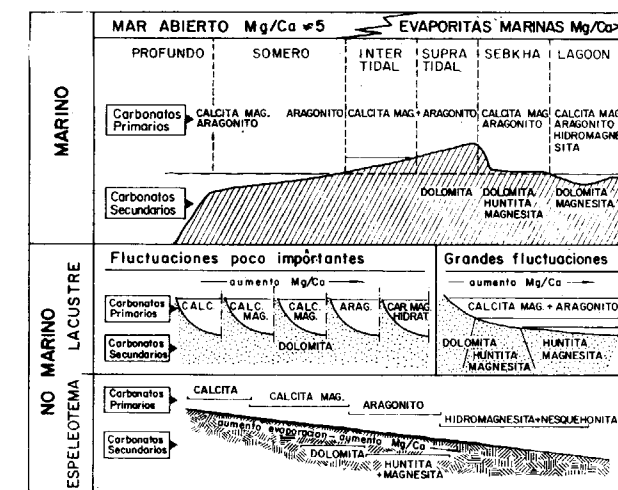 MAR ABIERTO Mg/Ca ≈ 5 EVAPORITAS MARINAS Mg/Ca>
PROFUNDO SOMERO INTER TIDAL SUPRA TIDAL SEBKHA LAGOON
MARINO
Carbonatos Primarios
CALCITA MAG. ARAGONITO
ARAGONITO
CALCITA MAG. + ARAGONITO
CALCITA MAG
ARAGONITO
CALCITA MAG
ARAGONITO
HIDROMAGNE
SITA
Carbonatos Secundarios
DOLOMITA
DOLOMITA
HUNTITA
MAGNESITA
DOLOMITA
MAGNESITA
NO MARINO
LACUSTRE
Fluctuaciones poco importantes
aumento Mg/Ca
Carbonatos Primarios
CALC.
CALC. MAG.
CALC. MAG.
ARAG.
CAR. MAG. HIDRAT
Carbonatos Secundarios
DOLOMITA
Grandes fluctuaciones
aumento Mg/Ca
CALCITA MAG. + ARAGONITO
DOLOMITA
HUNTITA
MAGNESITA
HUNTITA
MAGNESITA
ESPELEOTEMA
Carbonatos Primarios
CALCITA
CALCITA MAG.
ARAGONITO
HIDROMAGNESITA+NESQUEHONITA
Carbonatos Secundarios
aumento evaporacion - aumento Mg/Ca
DOLOMITA
HUNTITA
+MAGNESITA